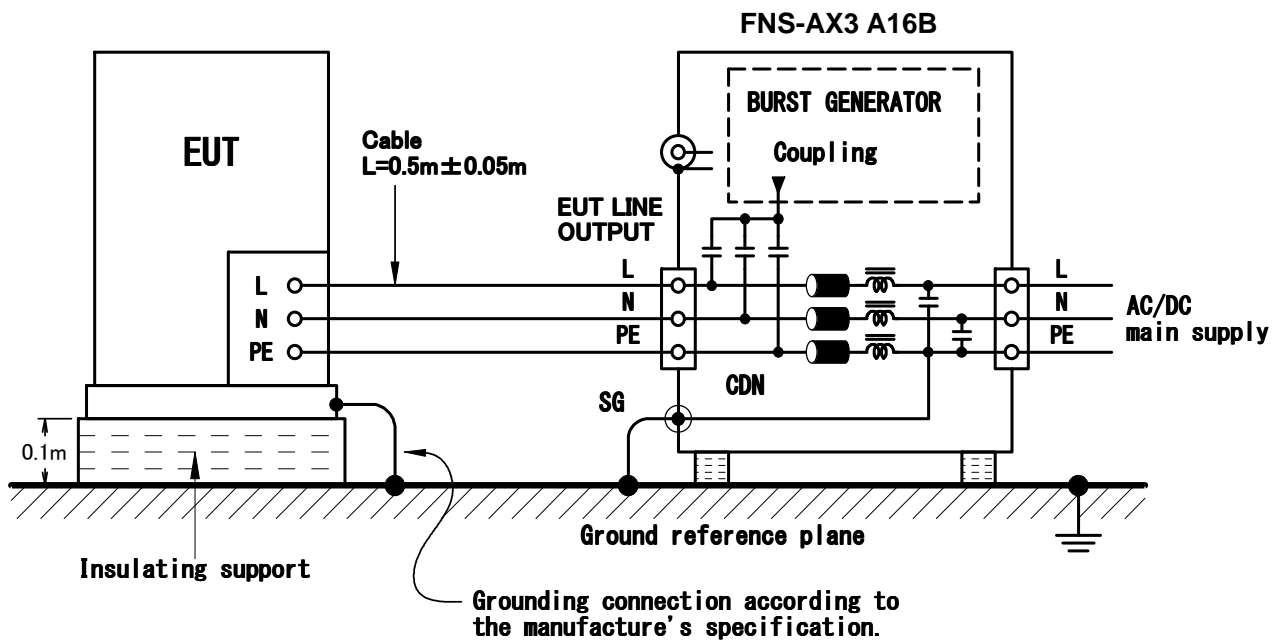 FNS-AX3 A16B
BURST GENERATOR
Coupling
EUT
Cable
L=0.5m±0.05m
EUT LINE
OUTPUT
L
N
PE
L
N
PE
L
N
PE
AC/DC
main supply
CDN
SG
0.1m
Ground reference plane
Insulating support
Grounding connection according to
the manufacture's specification.